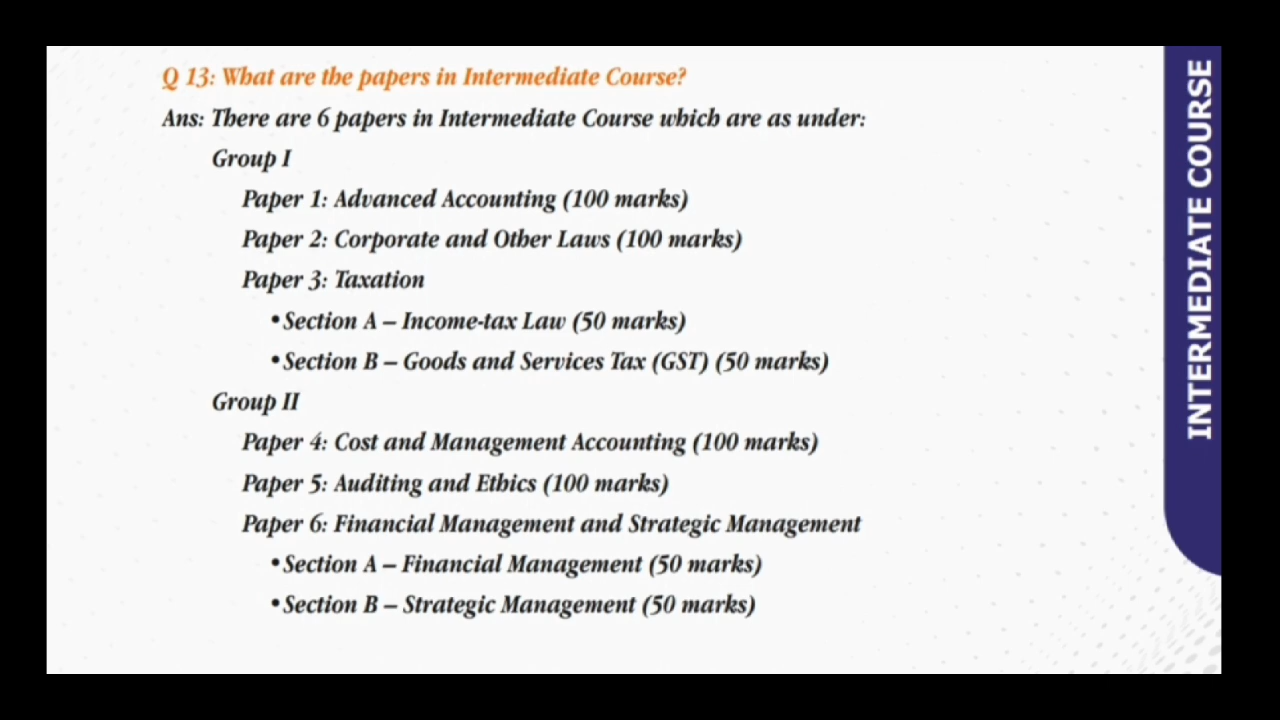 Q 13: What are the papers in Intermediate Course?
Ans: There are 6 papers in Intermediate Course which are as under:
Group I
Paper 1: Advanced Accounting (100 marks)
Paper 2: Corporate and Other Laws (100 marks)
Paper 3: Taxation
• Section A – Income-tax Law (50 marks)
• Section B – Goods and Services Tax (GST) (50 marks)
Group II
Paper 4: Cost and Management Accounting (100 marks)
Paper 5: Auditing and Ethics (100 marks)
Paper 6: Financial Management and Strategic Management
• Section A – Financial Management (50 marks)
• Section B – Strategic Management (50 marks)
INTERMEDIATE COURSE